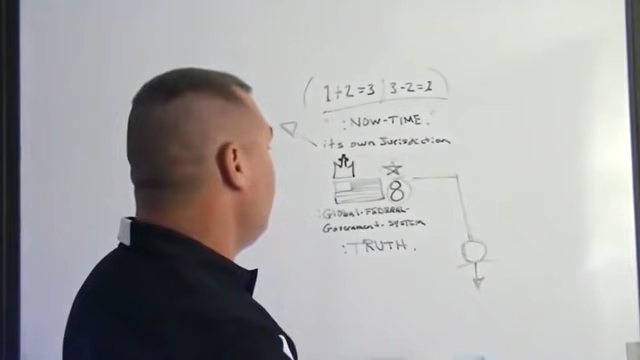 (1+2=3 | 3-2=1)
:NOW-TIME.
its own Jurisdiction
8
:Global-FEDERAL-
Government-SYSTEM
:TRUTH.